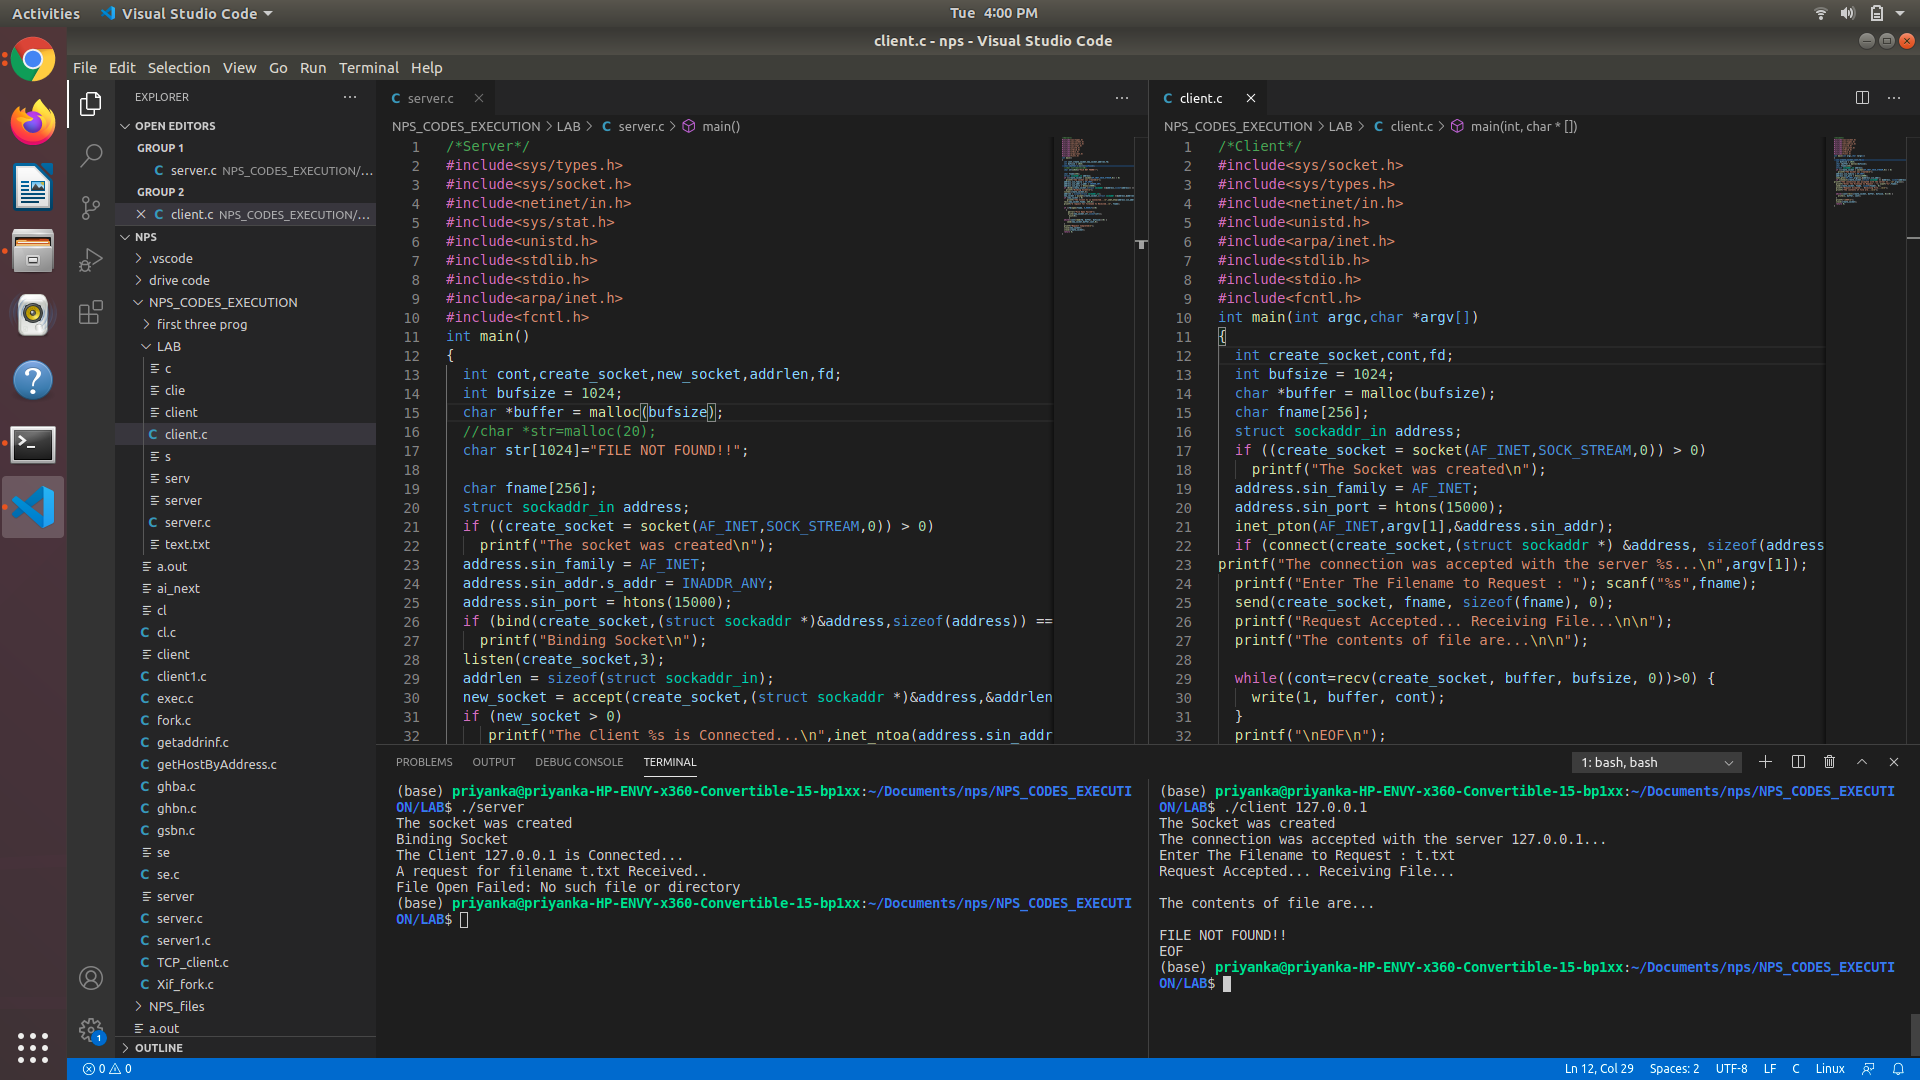 Activities
Visual Studio Code
Tue 4:00 PM
client.c - nps - Visual Studio Code
File Edit Selection View Go Run Terminal Help
EXPLORER
OPEN EDITORS
GROUP 1
C server.c NPS_CODES_EXECUTION/...
GROUP 2
C client.c NPS_CODES_EXECUTION/...
NPS
.vscode
drive code
NPS_CODES_EXECUTION
first three prog
LAB
c
clie
client
C client.c
s
serv
server
C server.c
text.txt
a.out
ai_next
cl
C cl.c
client
C client1.c
C exec.c
C fork.c
C getaddrinf.c
C getHostByAddress.c
C ghba.c
C ghbn.c
C gsbn.c
se
C se.c
server
C server.c
C server1.c
C TCP_client.c
C Xif_fork.c
NPS_files
a.out
OUTLINE
1
C server.c
NPS_CODES_EXECUTION > LAB > C server.c > main()
1 /*Server*/
2 #include<sys/types.h>
3 #include<sys/socket.h>
4 #include<netinet/in.h>
5 #include<sys/stat.h>
6 #include<unistd.h>
7 #include<stdlib.h>
8 #include<stdio.h>
9 #include<arpa/inet.h>
10 #include<fcntl.h>
11 int main()
12 {
13 int cont,create_socket,new_socket,addrlen,fd;
14 int bufsize = 1024;
15 char *buffer = malloc(bufsize);
16 //char *str=malloc(20);
17 char str[1024]="FILE NOT FOUND!!";
18
19 char fname[256];
20 struct sockaddr_in address;
21 if ((create_socket = socket(AF_INET,SOCK_STREAM,0)) > 0)
22 printf("The socket was created\n");
23 address.sin_family = AF_INET;
24 address.sin_addr.s_addr = INADDR_ANY;
25 address.sin_port = htons(15000);
26 if (bind(create_socket,(struct sockaddr *)&address,sizeof(address)) ==
27 printf("Binding Socket\n");
28 listen(create_socket,3);
29 addrlen = sizeof(struct sockaddr_in);
30 new_socket = accept(create_socket,(struct sockaddr *)&address,&addrlen
31 if (new_socket > 0)
32 printf("The Client %s is Connected...\n",inet_ntoa(address.sin_addr
C client.c
NPS_CODES_EXECUTION > LAB > C client.c > main(int, char * [])
1 /*Client*/
2 #include<sys/socket.h>
3 #include<sys/types.h>
4 #include<netinet/in.h>
5 #include<unistd.h>
6 #include<arpa/inet.h>
7 #include<stdlib.h>
8 #include<stdio.h>
9 #include<fcntl.h>
10 int main(int argc,char *argv[])
11 {
12 int create_socket,cont,fd;
13 int bufsize = 1024;
14 char *buffer = malloc(bufsize);
15 char fname[256];
16 struct sockaddr_in address;
17 if ((create_socket = socket(AF_INET,SOCK_STREAM,0)) > 0)
18 printf("The Socket was created\n");
19 address.sin_family = AF_INET;
20 address.sin_port = htons(15000);
21 inet_pton(AF_INET,argv[1],&address.sin_addr);
22 if (connect(create_socket,(struct sockaddr *) &address, sizeof(address
23 printf("The connection was accepted with the server %s...\n",argv[1]);
24 printf("Enter The Filename to Request : "); scanf("%s",fname);
25 send(create_socket, fname, sizeof(fname), 0);
26 printf("Request Accepted... Receiving File...\n\n");
27 printf("The contents of file are...\n\n");
28
29 while((cont=recv(create_socket, buffer, bufsize, 0))>0) {
30 write(1, buffer, cont);
31 }
32 printf("\nEOF\n");
PROBLEMS OUTPUT DEBUG CONSOLE TERMINAL
1: bash, bash
(base) priyanka@priyanka-HP-ENVY-x360-Convertible-15-bp1xx:~/Documents/nps/NPS_CODES_EXECUTI
ON/LAB$ ./server
The socket was created
Binding Socket
The Client 127.0.0.1 is Connected...
A request for filename t.txt Received..
File Open Failed: No such file or directory
(base) priyanka@priyanka-HP-ENVY-x360-Convertible-15-bp1xx:~/Documents/nps/NPS_CODES_EXECUTI
ON/LAB$
(base) priyanka@priyanka-HP-ENVY-x360-Convertible-15-bp1xx:~/Documents/nps/NPS_CODES_EXECUTI
ON/LAB$ ./client 127.0.0.1
The Socket was created
The connection was accepted with the server 127.0.0.1...
Enter The Filename to Request : t.txt
Request Accepted... Receiving File...
The contents of file are...
FILE NOT FOUND!!
EOF
(base) priyanka@priyanka-HP-ENVY-x360-Convertible-15-bp1xx:~/Documents/nps/NPS_CODES_EXECUTI
ON/LAB$
0 0
Ln 12, Col 29 Spaces: 2 UTF-8 LF C Linux